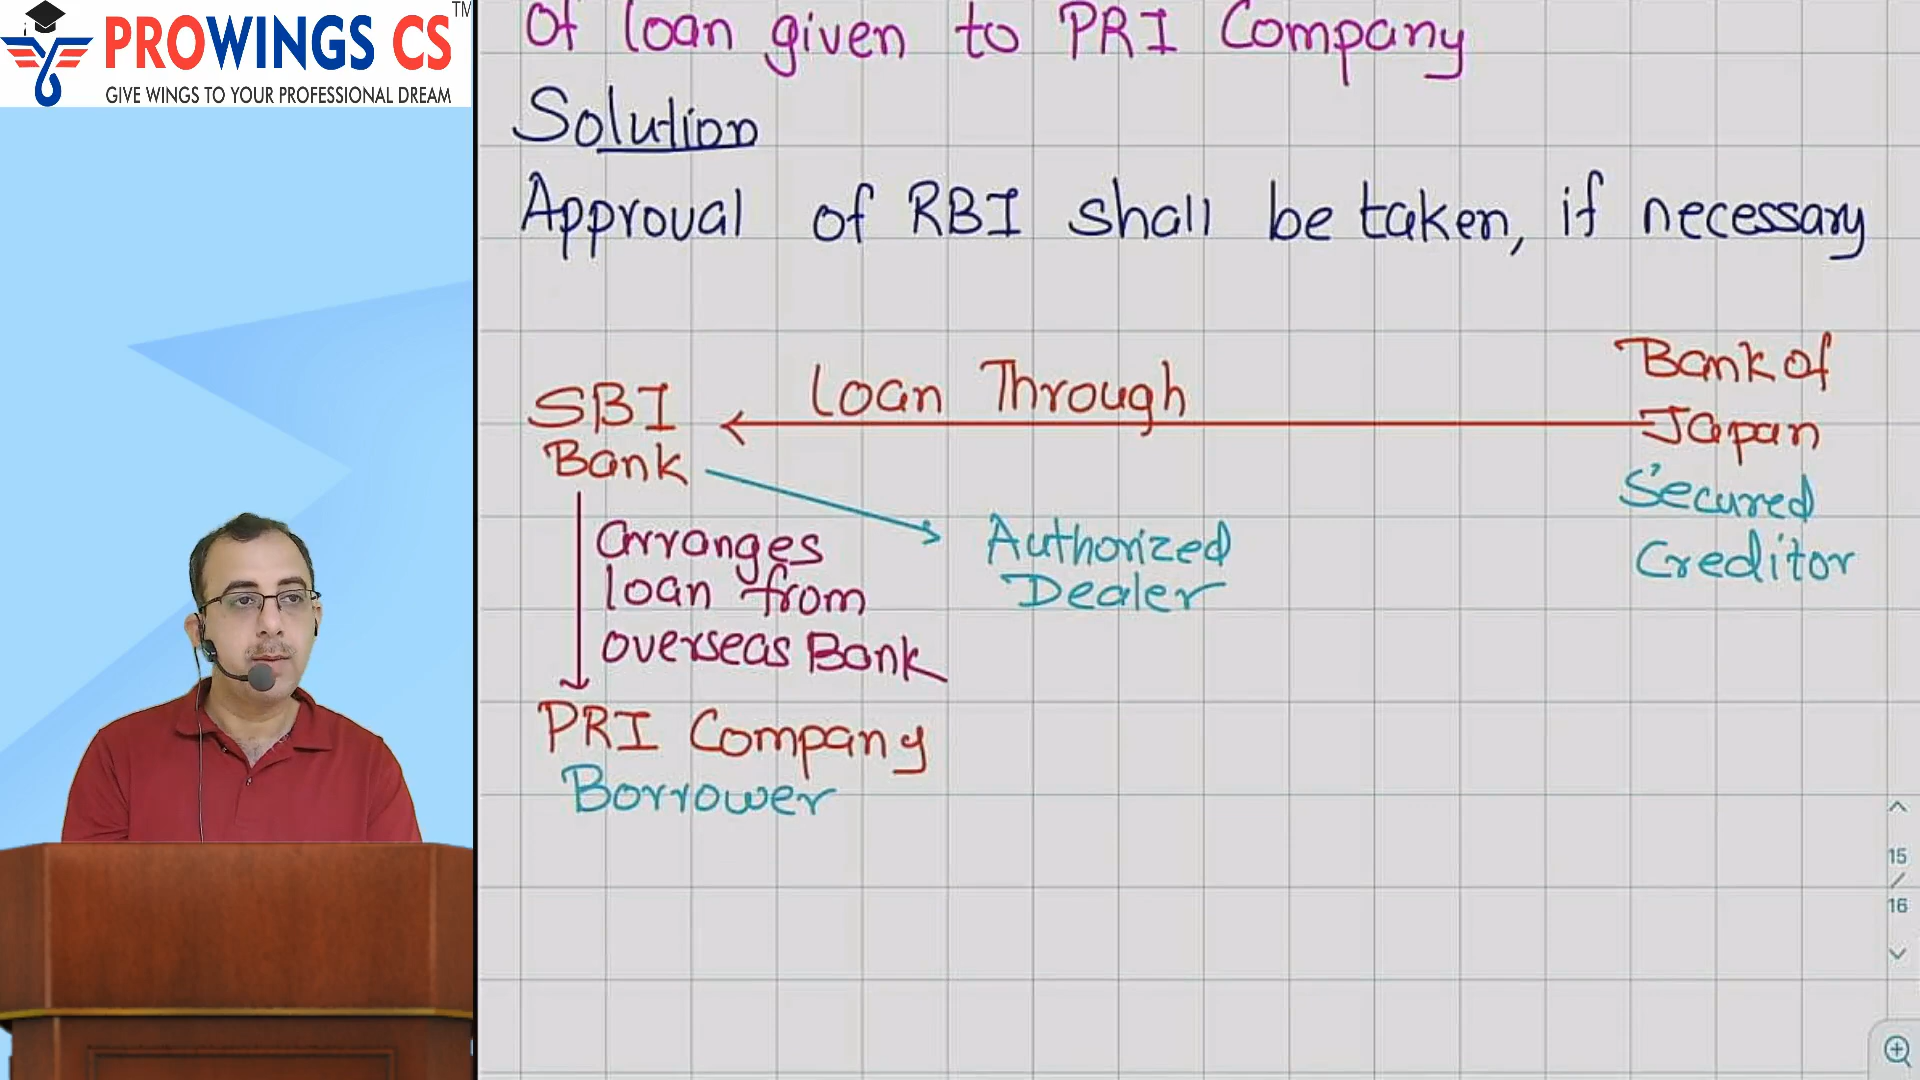 PROWINGS CS™
GIVE WINGS TO YOUR PROFESSIONAL DREAM
Of loan given to PRI Company
Solution
Approval of RBI shall be taken, if necessary
SBI Bank
Loan Through
Bank of Japan
Secured Creditor
arranges loan from overseas Bank
Authorized Dealer
PRI Company
Borrower
15
/
16